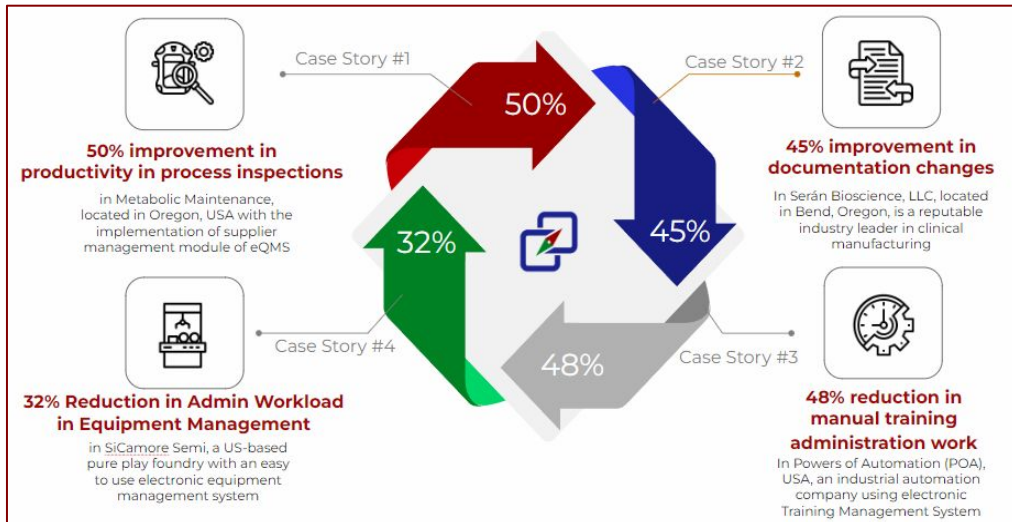 Case Story #1
50%
Case Story #2
50% improvement in
productivity in process inspections
in Metabolic Maintenance,
located in Oregon, USA with the
implementation of supplier
management module of eQMS
45% improvement in
documentation changes
In Serán Bioscience, LLC, located
in Bend, Oregon, is a reputable
industry leader in clinical
manufacturing
32%
45%
Case Story #4
48%
Case Story #3
32% Reduction in Admin Workload
in Equipment Management
in SiCamore Semi, a US-based
pure play foundry with an easy
to use electronic equipment
management system
48% reduction in
manual training
administration work
In Powers of Automation (POA),
USA, an industrial automation
company using electronic
Training Management System